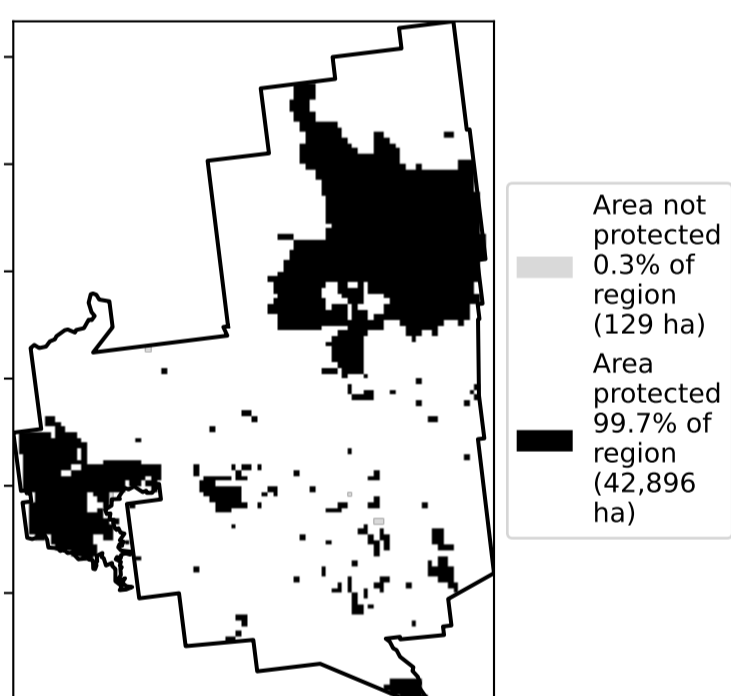 Area not
protected
0.3% of
region
(129 ha)
Area
protected
99.7% of
region
(42,896
ha)